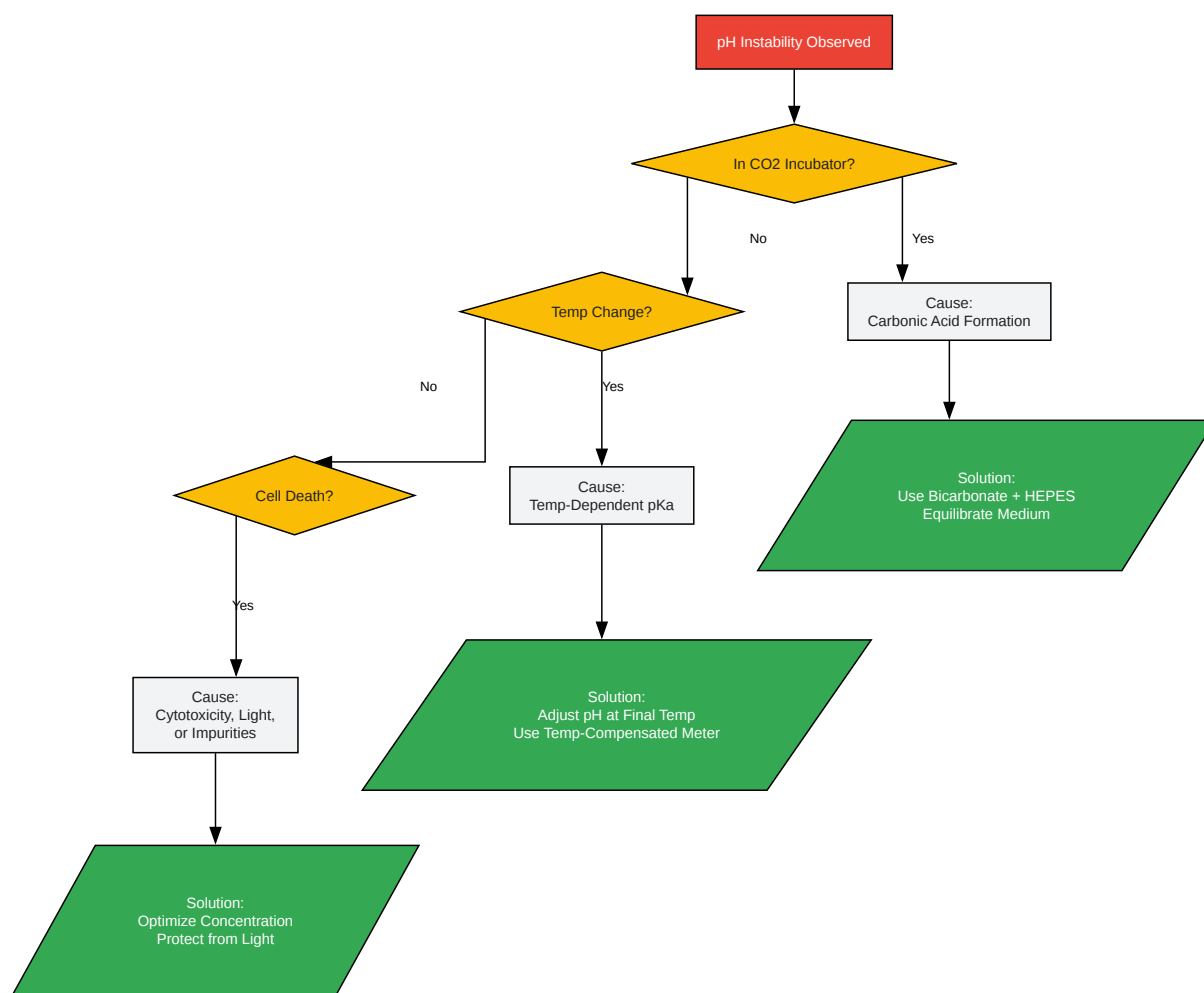 pH Instability Observed
In CO2 Incubator?
No
Yes
Temp Change?
Cause:
Carbonic Acid Formation
No
Yes
Cell Death?
Cause:
Temp-Dependent pKa
Solution:
Use Bicarbonate + HEPES
Equilibrate Medium
Yes
Cause:
Cytotoxicity, Light,
or Impurities
Solution:
Adjust pH at Final Temp
Use Temp-Compensated Meter
Solution:
Optimize Concentration
Protect from Light